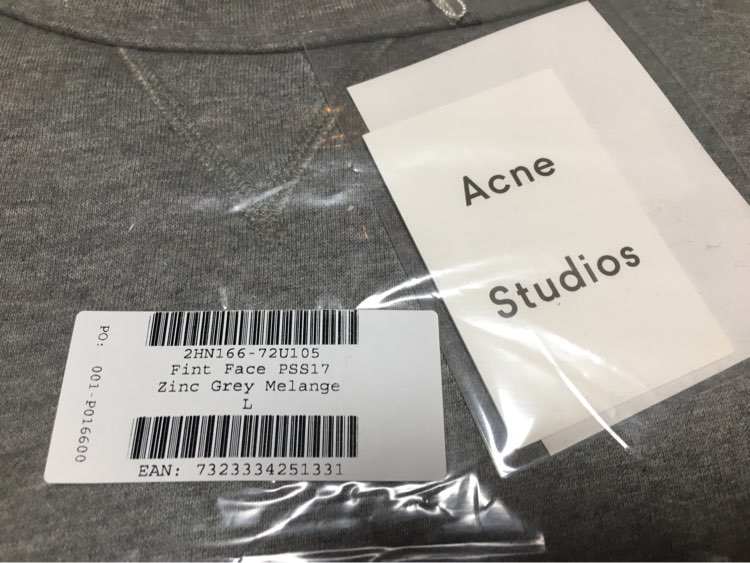 Acne
Studios
PO: 001-P016600
2HN166-72U105
Fint Face PSS17
Zinc Grey Melange
L
EAN: 7323334251331